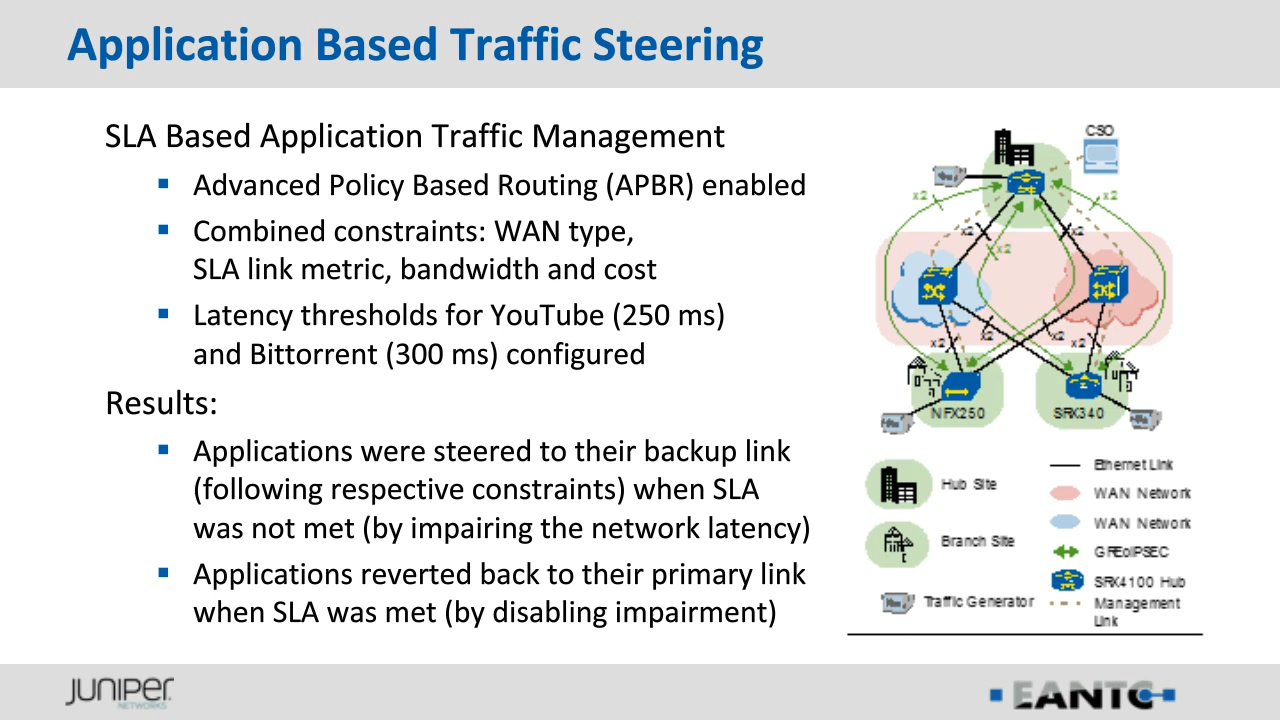 Application Based Traffic Steering
SLA Based Application Traffic Management
Advanced Policy Based Routing (APBR) enabled
Combined constraints: WAN type,
SLA link metric, bandwidth and cost
Latency thresholds for YouTube (250 ms)
and Bittorrent (300 ms) configured
Results:
Applications were steered to their backup link
(following respective constraints) when SLA
was not met (by impairing the network latency)
Applications reverted back to their primary link
when SLA was met (by disabling impairment)
CSO
x2
x2
x2
x2
x2
x2
x2
x2
x2
NFX250
SRX340
Hub Site
Branch Site
Traffic Generator
Ethernet Link
WAN Network
WAN Network
GREoIPSEC
SRX4100 Hub
Management
Link
JUNIPER
NETWORKS
EANTC